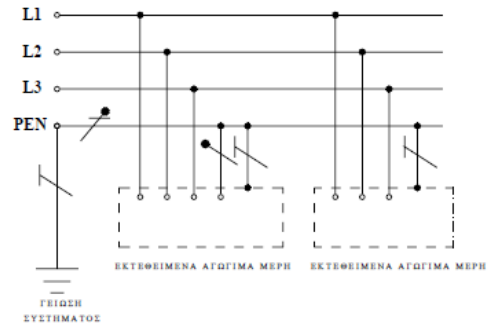 L1
L2
L3
PEN
ΕΚΤΕΘΕΙΜΕΝΑ ΑΓΩΓΙΜΑ ΜΕΡΗ
ΕΚΤΕΘΕΙΜΕΝΑ ΑΓΩΓΙΜΑ ΜΕΡΗ
ΓΕΙΩΣΗ
ΣΥΣΤΗΜΑΤΟΣ